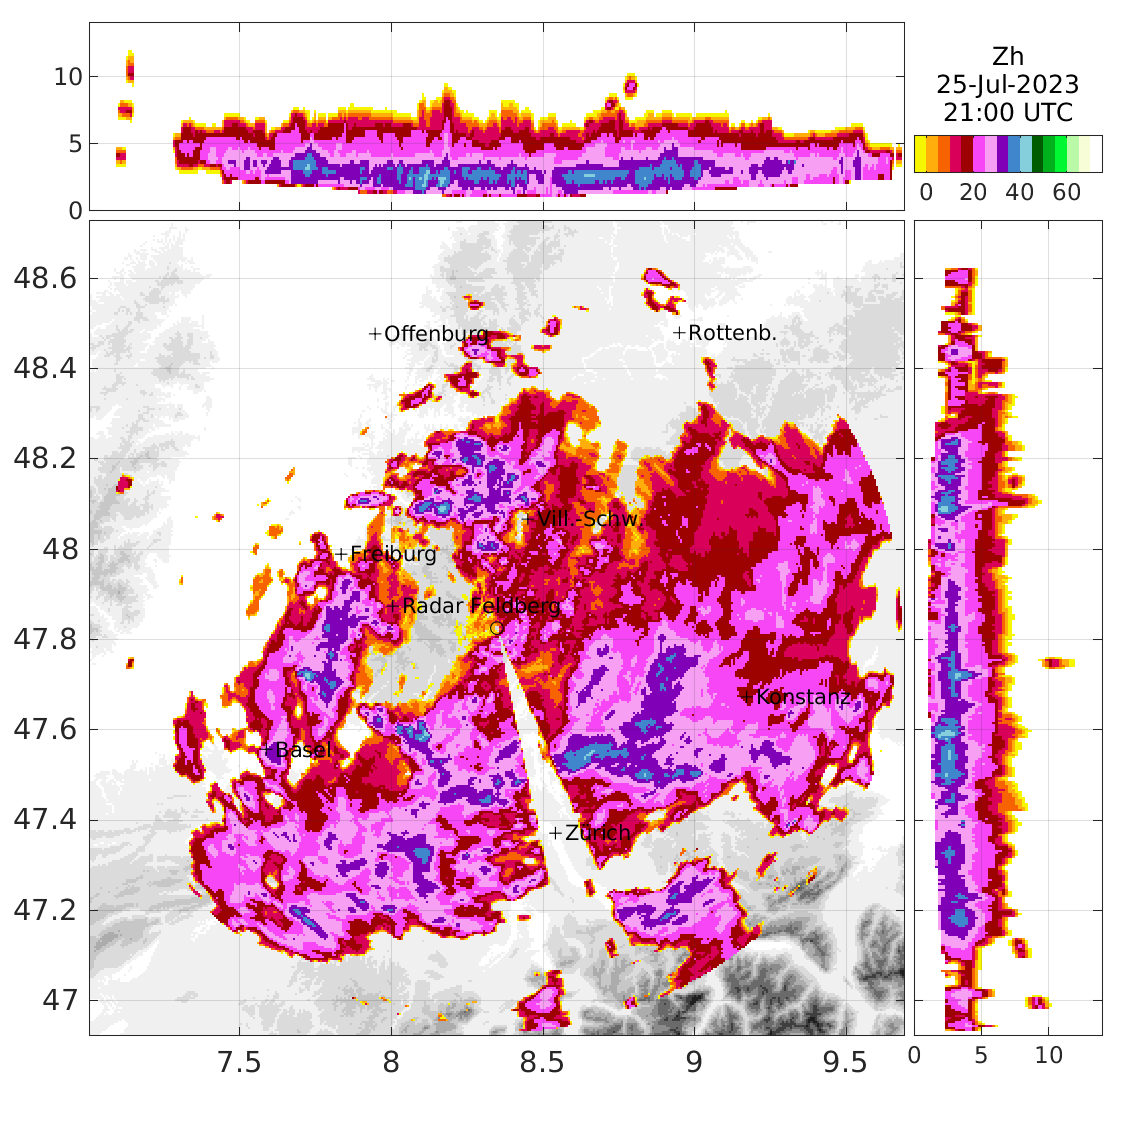 Zh
25-Jul-2023
21:00 UTC
0 20 40 60
10
5
0
48.6
48.4
48.2
48
47.8
47.6
47.4
47.2
47
+Offenburg
+Rottenb.
+Vill.-Schw.
+Freiburg
+Radar Feldberg
+Konstanz
+Basel
+Zürich
7.5 8 8.5 9 9.5
0 5 10